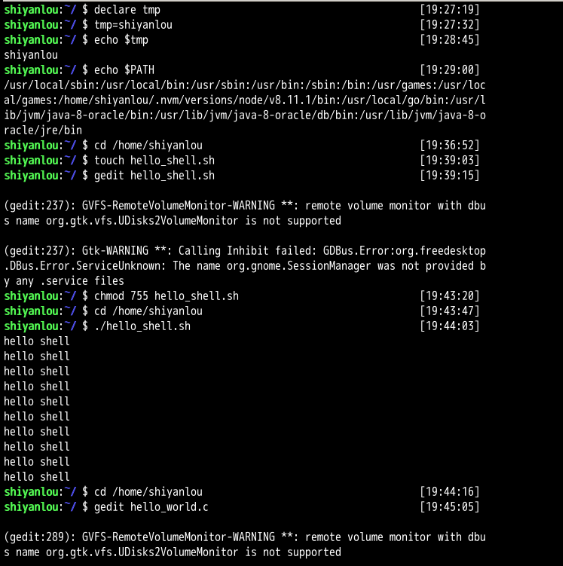 shiyanlou:~/ $ declare tmp [19:27:19]
shiyanlou:~/ $ tmp=shiyanlou [19:27:32]
shiyanlou:~/ $ echo $tmp [19:28:45]
shiyanlou
shiyanlou:~/ $ echo $PATH [19:29:00]
/usr/local/sbin:/usr/local/bin:/usr/sbin:/usr/bin:/sbin:/bin:/usr/games:/usr/loc
al/games:/home/shiyanlou/.nvm/versions/node/v8.11.1/bin:/usr/local/go/bin:/usr/l
ib/jvm/java-8-oracle/bin:/usr/lib/jvm/java-8-oracle/db/bin:/usr/lib/jvm/java-8-o
racle/jre/bin
shiyanlou:~/ $ cd /home/shiyanlou [19:36:52]
shiyanlou:~/ $ touch hello_shell.sh [19:39:03]
shiyanlou:~/ $ gedit hello_shell.sh [19:39:15]
(gedit:237): GVFS-RemoteVolumeMonitor-WARNING **: remote volume monitor with dbu
s name org.gtk.vfs.UDisks2VolumeMonitor is not supported
(gedit:237): Gtk-WARNING **: Calling Inhibit failed: GDBus.Error:org.freedesktop
.DBus.Error.ServiceUnknown: The name org.gnome.SessionManager was not provided b
y any .service files
shiyanlou:~/ $ chmod 755 hello_shell.sh [19:43:20]
shiyanlou:~/ $ cd /home/shiyanlou [19:43:47]
shiyanlou:~/ $ ./hello_shell.sh [19:44:03]
hello shell
hello shell
hello shell
hello shell
hello shell
hello shell
hello shell
hello shell
hello shell
hello shell
shiyanlou:~/ $ cd /home/shiyanlou [19:44:16]
shiyanlou:~/ $ gedit hello_world.c [19:45:05]
(gedit:289): GVFS-RemoteVolumeMonitor-WARNING **: remote volume monitor with dbu
s name org.gtk.vfs.UDisks2VolumeMonitor is not supported